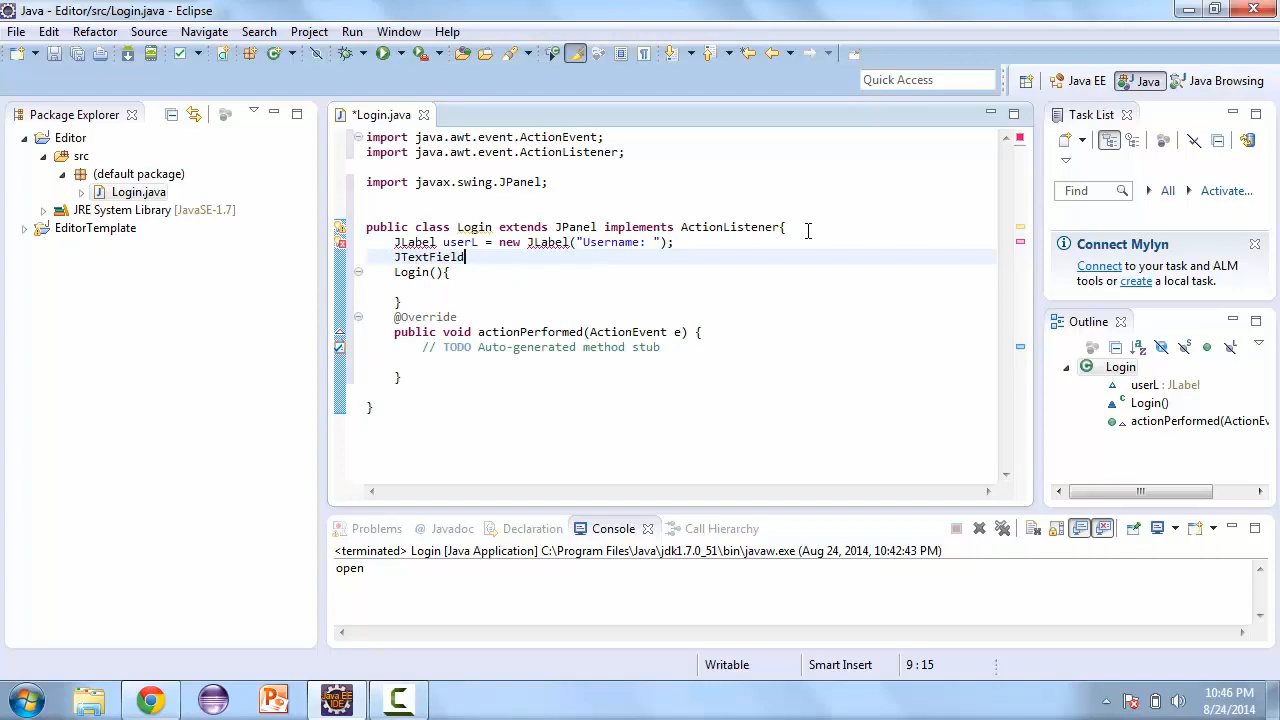 Java - Editor/src/Login.java - Eclipse
File Edit Refactor Source Navigate Search Project Run Window Help
Quick Access
Java EE Java Java Browsing
Package Explorer
Editor
src
(default package)
Login.java
JRE System Library [JavaSE-1.7]
EditorTemplate
*Login.java
import java.awt.event.ActionEvent;
import java.awt.event.ActionListener;
import javax.swing.JPanel;
public class Login extends JPanel implements ActionListener{
JLabel userL = new JLabel("Username: ");
JTextField
Login(){
}
@Override
public void actionPerformed(ActionEvent e) {
// TODO Auto-generated method stub
}
}
Task List
Find All Activate...
Connect Mylyn
Connect to your task and ALM
tools or create a local task.
Outline
Login
userL : JLabel
Login()
actionPerformed(ActionEv
Problems @ Javadoc Declaration Console Call Hierarchy
<terminated> Login [Java Application] C:\Program Files\Java\jdk1.7.0_51\bin\javaw.exe (Aug 24, 2014, 10:42:43 PM)
open
Writable Smart Insert 9 : 15
Java EE
IDE
10:46 PM
8/24/2014